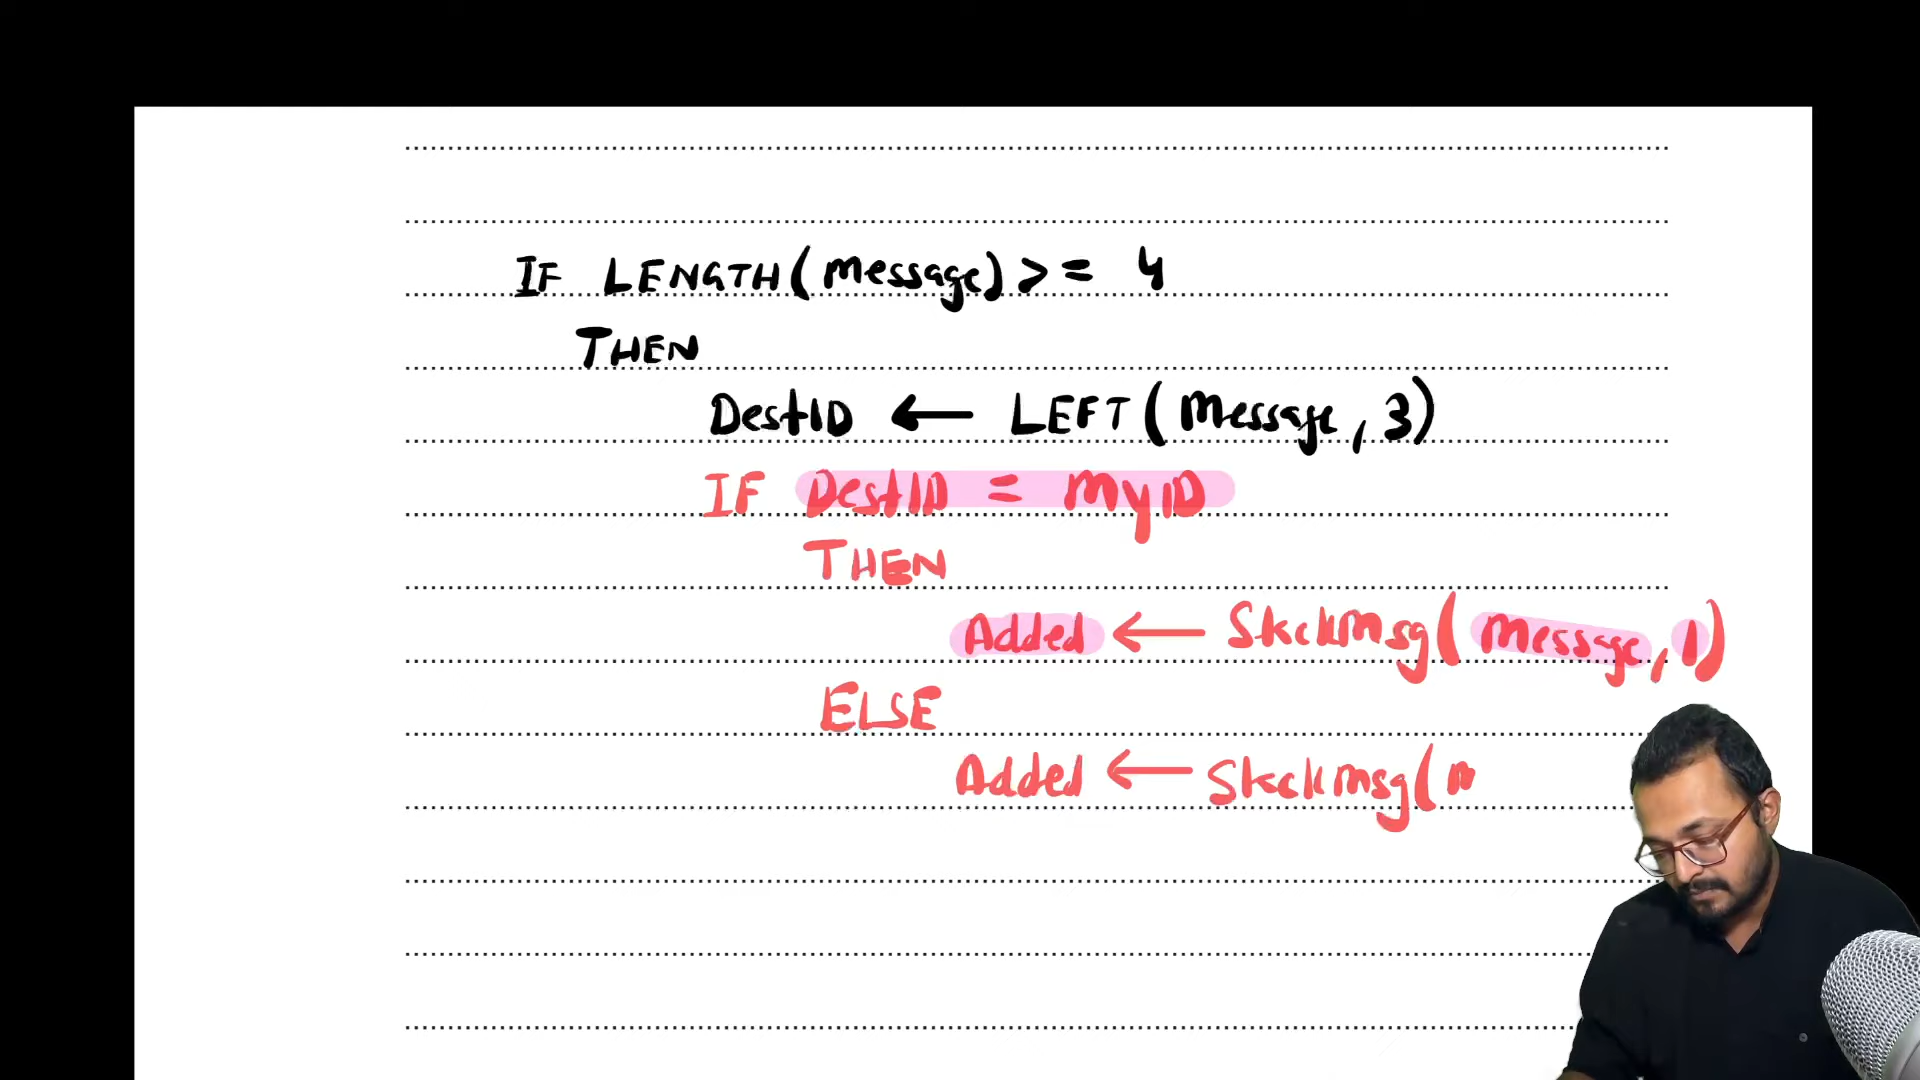 IF LENGTH(message) >= 4
THEN
DestID ← LEFT(Message, 3)
IF DestID = MyID
THEN
Added ← StackMsg(Message, 1)
ELSE
Added ← StackMsg(m